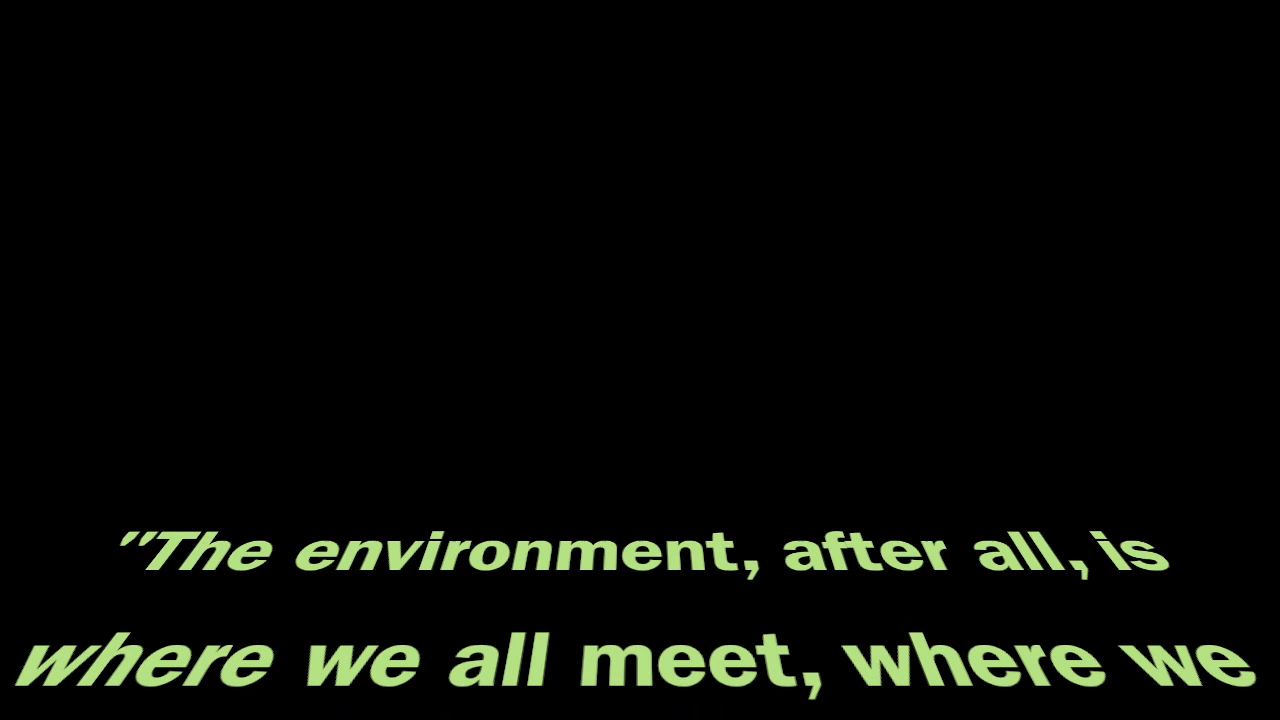 "The environment, after all, is
where we all meet, where we